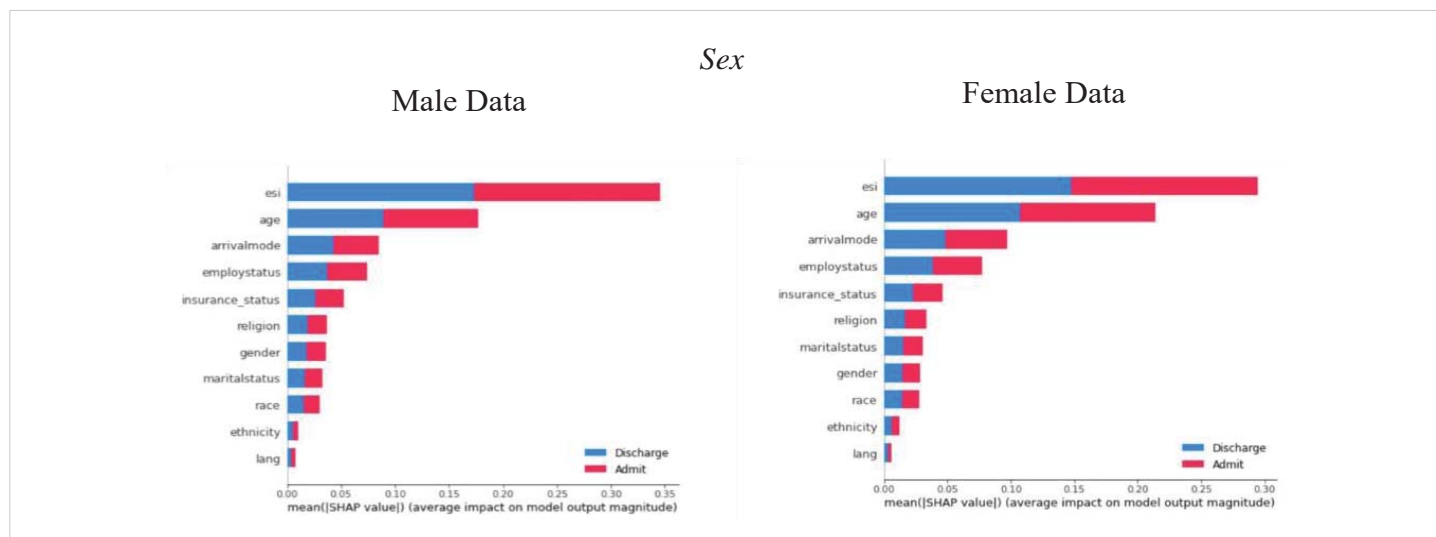 Sex
Male Data
esi
age
arrivalmode
employstatus
insurance_status
religion
gender
maritalstatus
race
ethnicity
lang
Discharge
Admit
0.00 0.05 0.10 0.15 0.20 0.25 0.30 0.35
mean(|SHAP value|) (average impact on model output magnitude)
Female Data
esi
age
arrivalmode
employstatus
insurance_status
religion
maritalstatus
gender
race
ethnicity
lang
Discharge
Admit
0.00 0.05 0.10 0.15 0.20 0.25 0.30
mean(|SHAP value|) (average impact on model output magnitude)